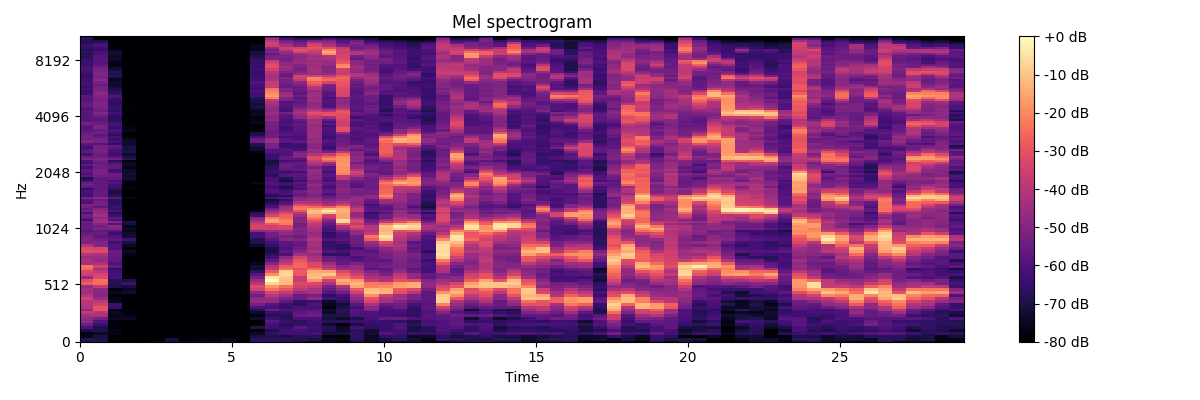 Mel spectrogram
Hz
8192
4096
2048
1024
512
0
0 5 10 15 20 25
Time
+0 dB
-10 dB
-20 dB
-30 dB
-40 dB
-50 dB
-60 dB
-70 dB
-80 dB